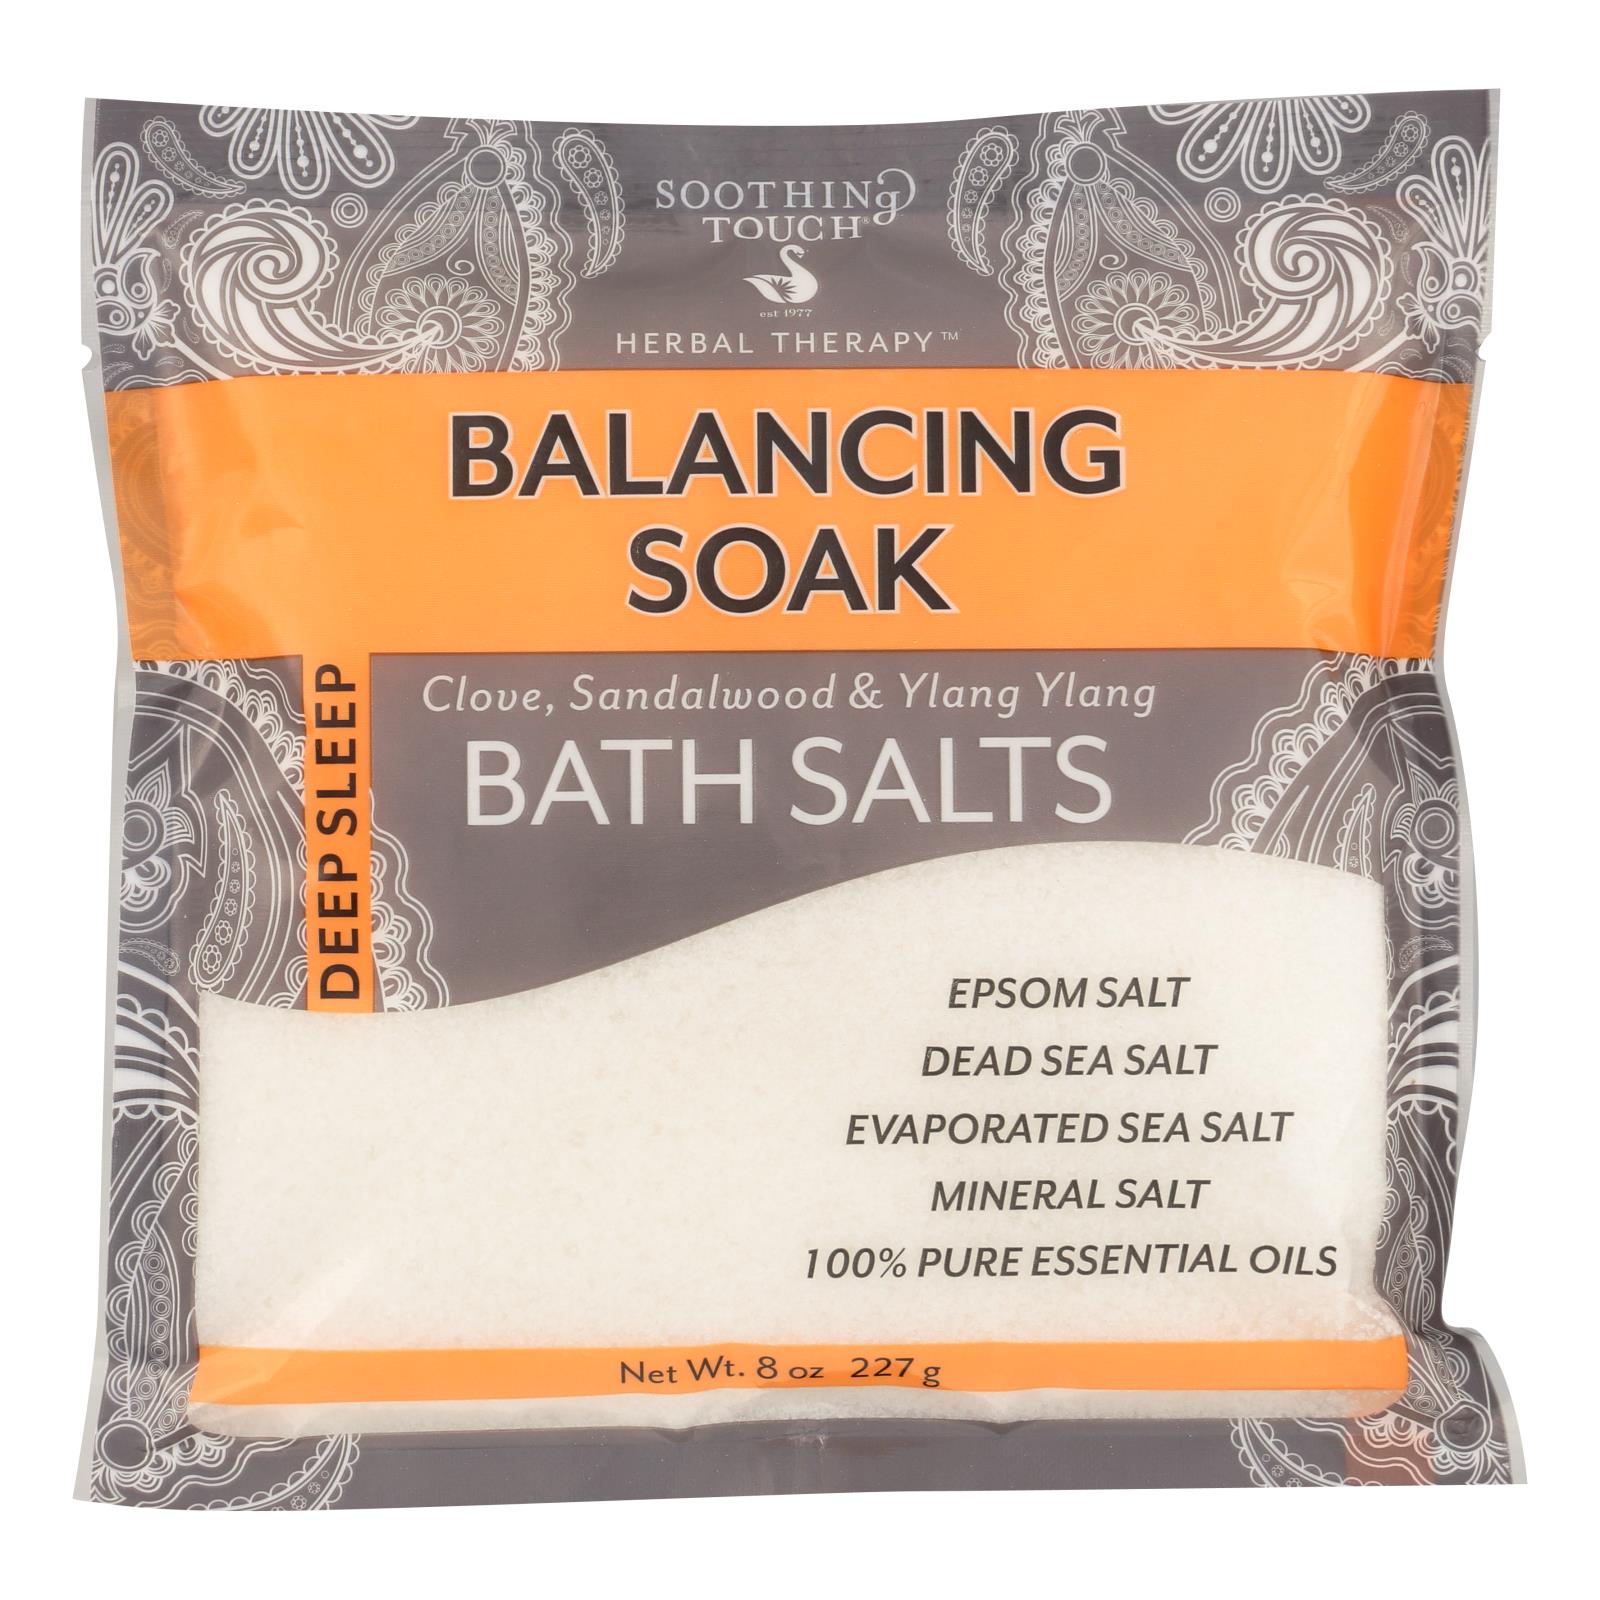 SOOTHING
TOUCH®
est 1977
HERBAL THERAPY™
BALANCING
SOAK
DEEP SLEEP
Clove, Sandalwood & Ylang Ylang
BATH SALTS
EPSOM SALT
DEAD SEA SALT
EVAPORATED SEA SALT
MINERAL SALT
100% PURE ESSENTIAL OILS
Net Wt. 8 oz 227 g